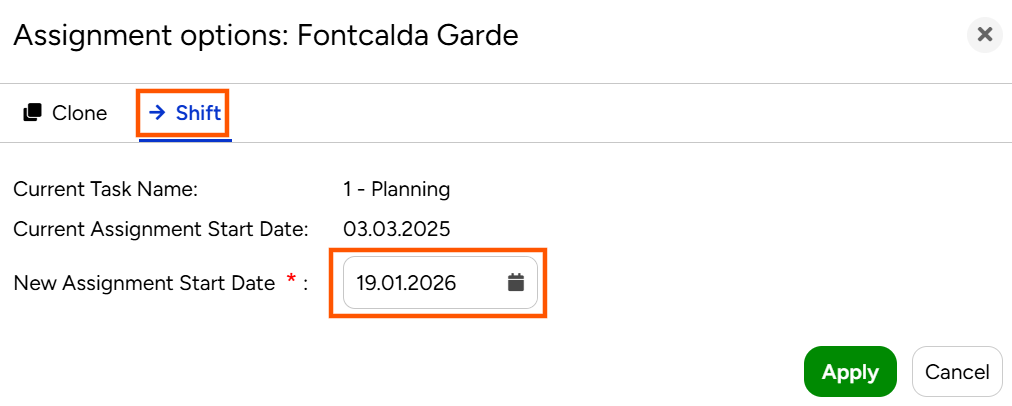 Assignment options: Fontcalda Garde
Clone
Shift
Current Task Name: 1 - Planning
Current Assignment Start Date: 03.03.2025
New Assignment Start Date * : 19.01.2026
Apply Cancel